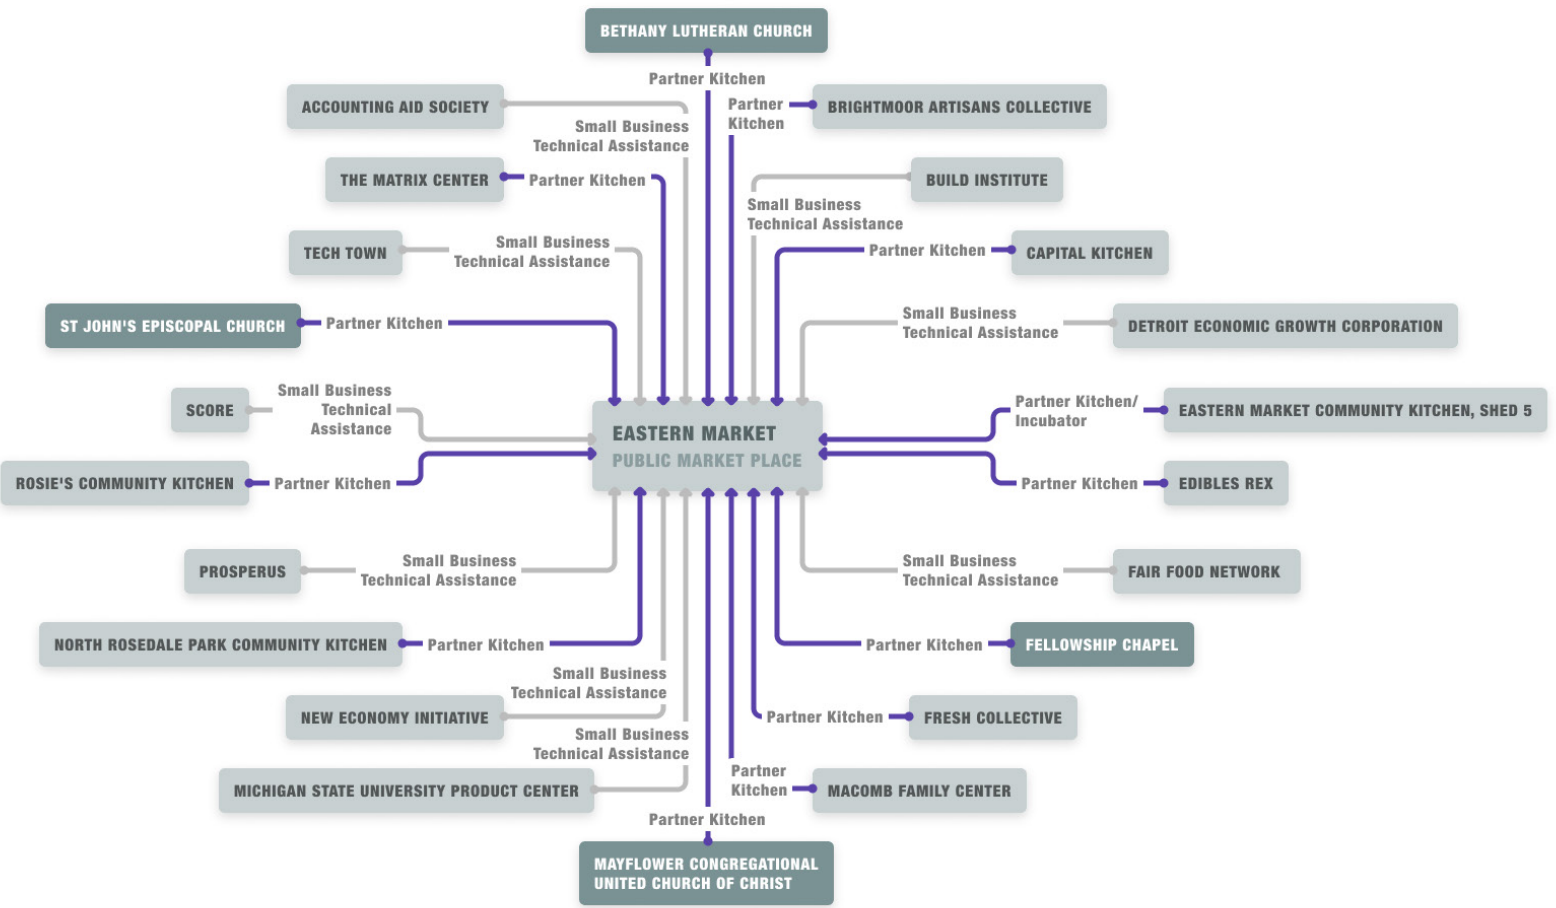 BETHANY LUTHERAN CHURCH
Partner Kitchen
ACCOUNTING AID SOCIETY
Small Business
Technical Assistance
Partner
Kitchen
BRIGHTMOOR ARTISANS COLLECTIVE
THE MATRIX CENTER
Partner Kitchen
BUILD INSTITUTE
Small Business
Technical Assistance
TECH TOWN
Small Business
Technical Assistance
Partner Kitchen
CAPITAL KITCHEN
ST JOHN'S EPISCOPAL CHURCH
Partner Kitchen
Small Business
Technical Assistance
DETROIT ECONOMIC GROWTH CORPORATION
SCORE
Small Business
Technical
Assistance
Partner Kitchen/
Incubator
EASTERN MARKET COMMUNITY KITCHEN, SHED 5
EASTERN MARKET
PUBLIC MARKET PLACE
ROSIE'S COMMUNITY KITCHEN
Partner Kitchen
Partner Kitchen
EDIBLES REX
PROSPERUS
Small Business
Technical Assistance
Small Business
Technical Assistance
FAIR FOOD NETWORK
NORTH ROSEDALE PARK COMMUNITY KITCHEN
Partner Kitchen
Partner Kitchen
FELLOWSHIP CHAPEL
Small Business
Technical Assistance
NEW ECONOMY INITIATIVE
Partner Kitchen
FRESH COLLECTIVE
Small Business
Technical Assistance
MICHIGAN STATE UNIVERSITY PRODUCT CENTER
Partner
Kitchen
MACOMB FAMILY CENTER
Partner Kitchen
MAYFLOWER CONGREGATIONAL
UNITED CHURCH OF CHRIST